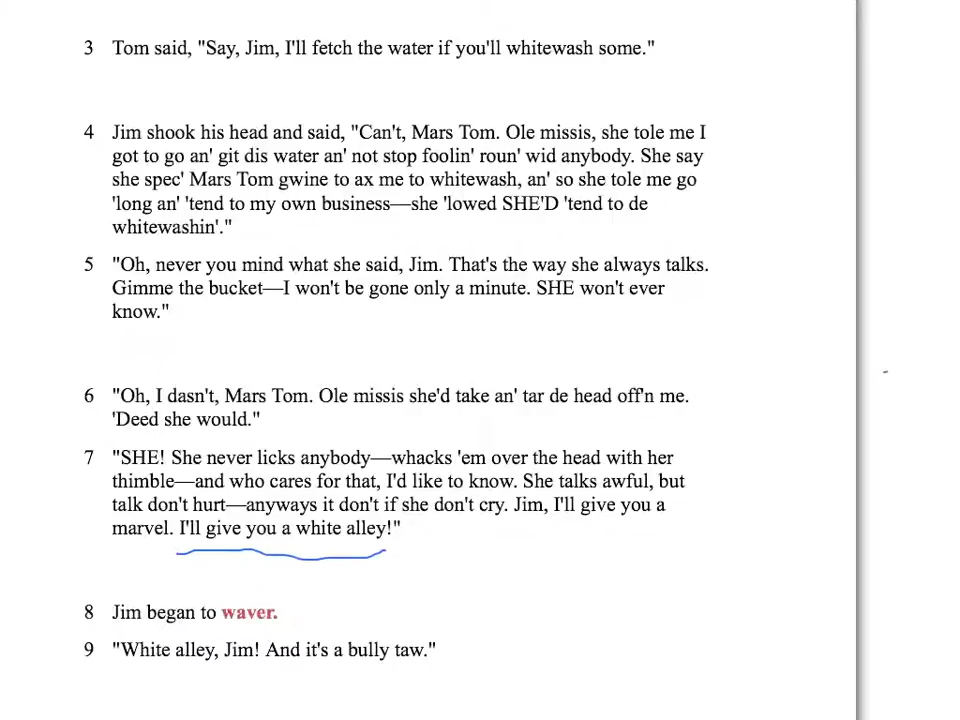 3 Tom said, "Say, Jim, I'll fetch the water if you'll whitewash some."
4 Jim shook his head and said, "Can't, Mars Tom. Ole missis, she tole me I
got to go an' git dis water an' not stop foolin' roun' wid anybody. She say
she spec' Mars Tom gwine to ax me to whitewash, an' so she tole me go
'long an' 'tend to my own business—she 'lowed SHE'D 'tend to de
whitewashin'."
5 "Oh, never you mind what she said, Jim. That's the way she always talks.
Gimme the bucket—I won't be gone only a minute. SHE won't ever
know."
6 "Oh, I dasn't, Mars Tom. Ole missis she'd take an' tar de head off'n me.
'Deed she would."
7 "SHE! She never licks anybody—whacks 'em over the head with her
thimble—and who cares for that, I'd like to know. She talks awful, but
talk don't hurt—anyways it don't if she don't cry. Jim, I'll give you a
marvel. I'll give you a white alley!"
8 Jim began to waver.
9 "White alley, Jim! And it's a bully taw."